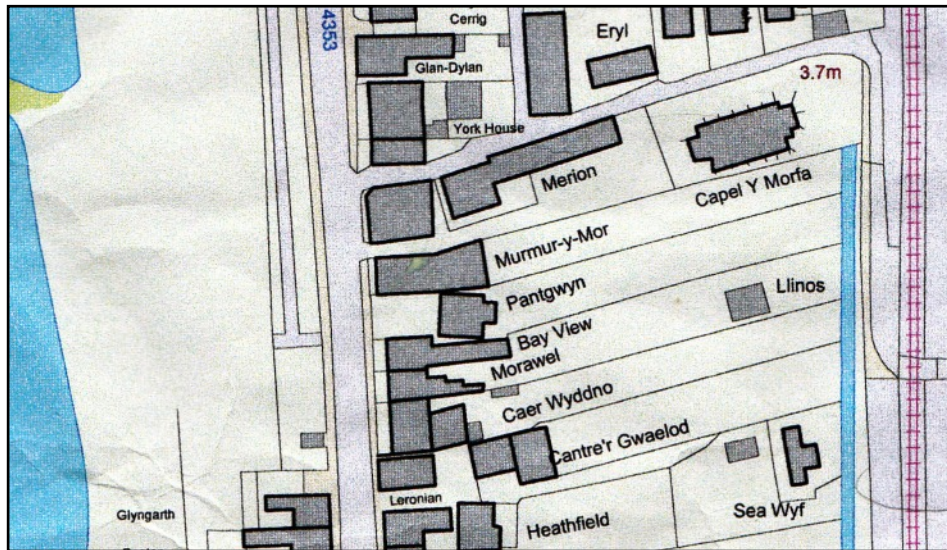 Cerrig
4353
Eryl
Glan-Dylan
3.7m
York House
Merion
Capel Y Morfa
Murmur-y-Mor
Llinos
Pantgwyn
Bay View
Morawel
Caer Wyddno
Cantre'r Gwaelod
Leronian
Glyngarth
Sea Wyf
Heathfield